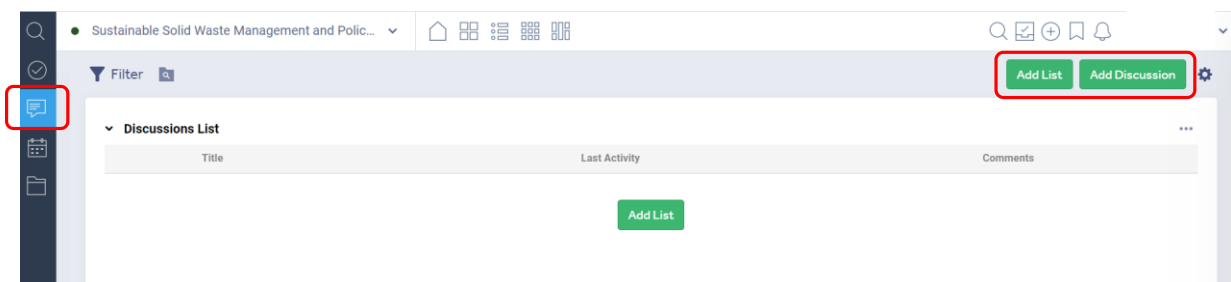 Sustainable Solid Waste Management and Polic...
Filter
Add List
Add Discussion
Discussions List
Title Last Activity Comments
Add List